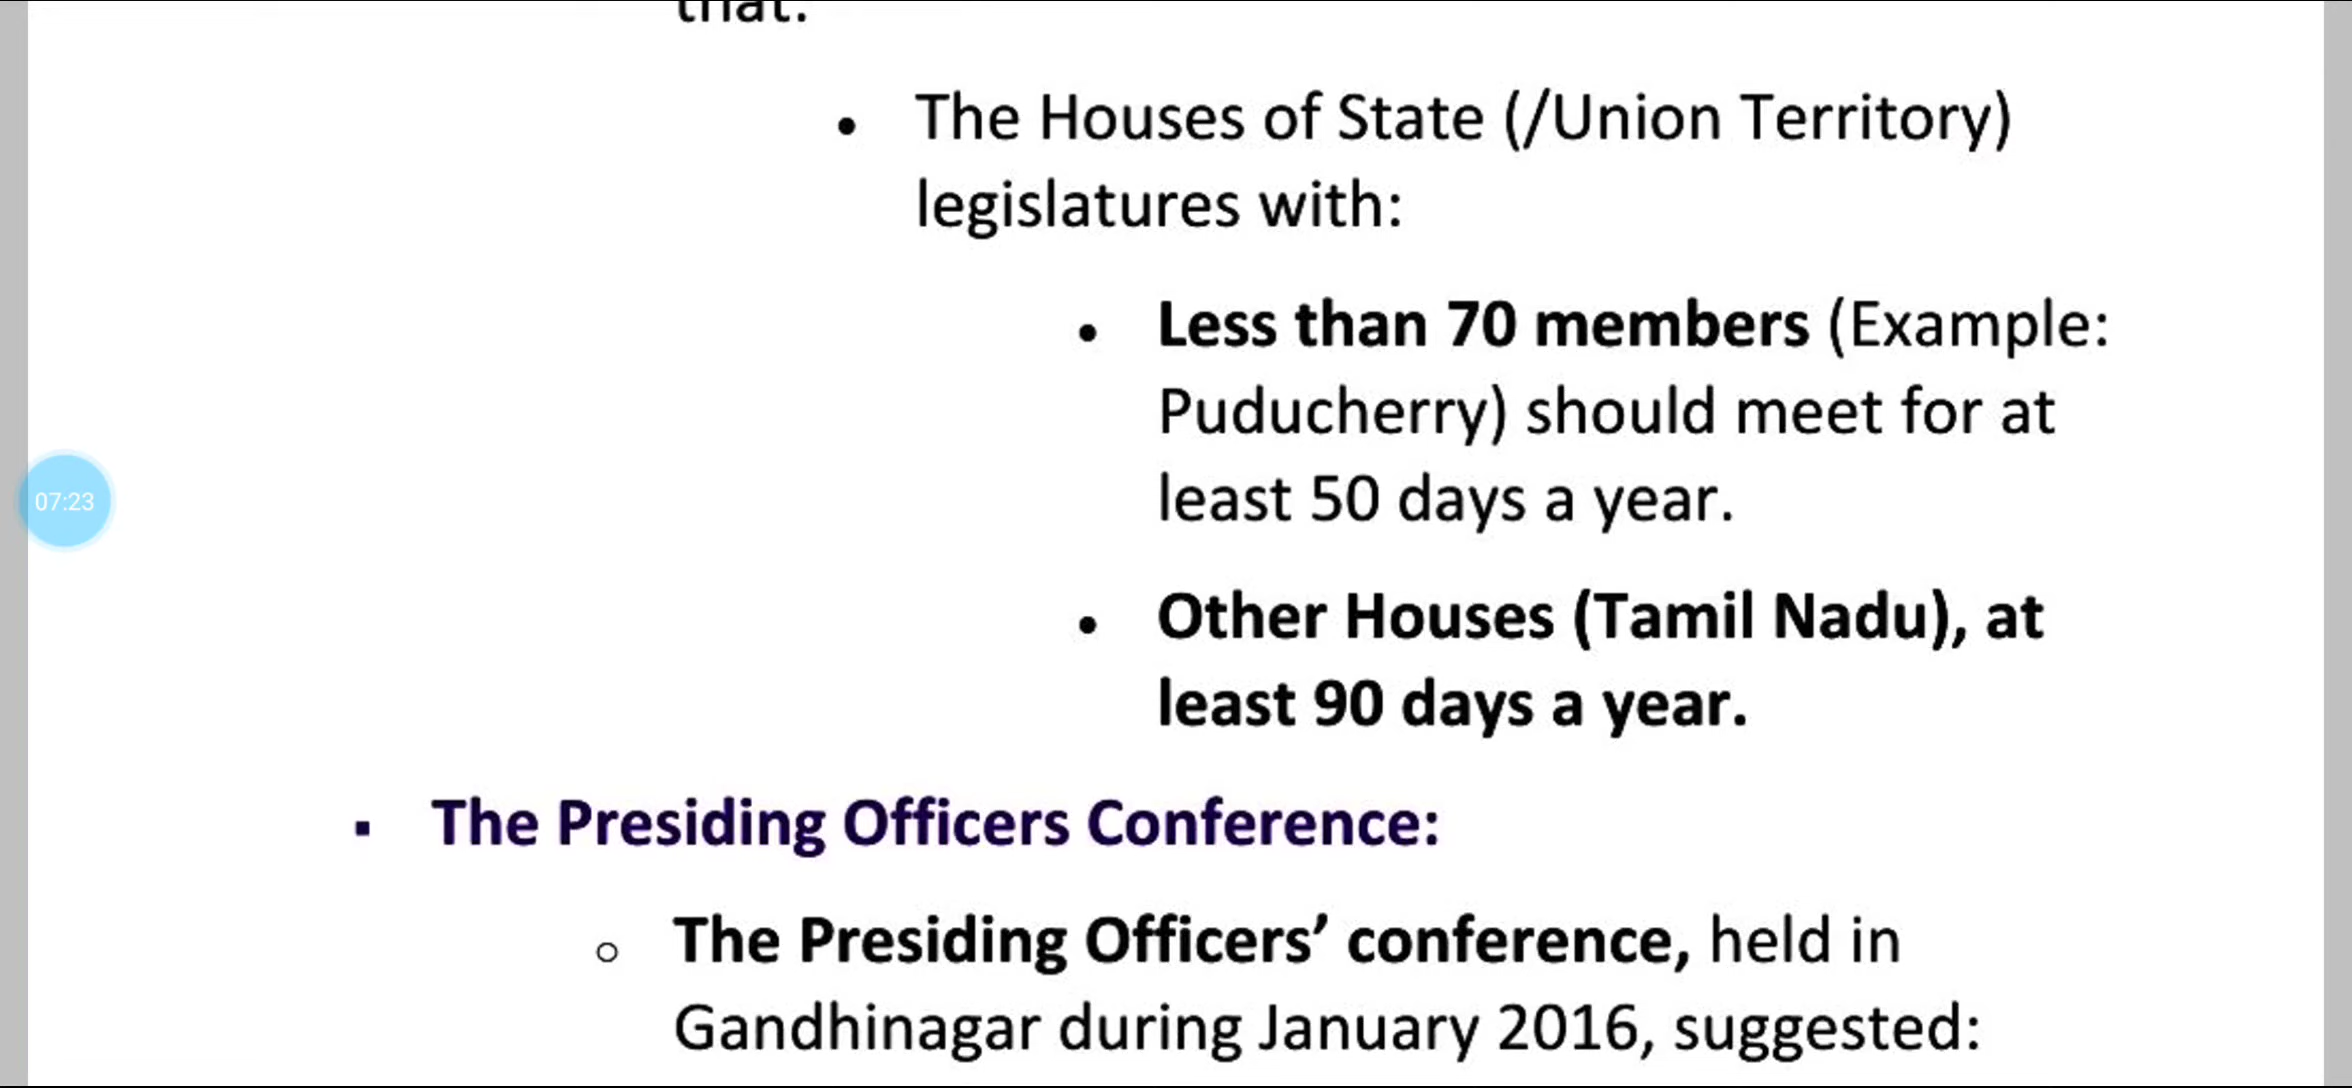 that:
• The Houses of State (/Union Territory)
legislatures with:
• Less than 70 members (Example:
Puducherry) should meet for at
least 50 days a year.
07:23
• Other Houses (Tamil Nadu), at
least 90 days a year.
▪ The Presiding Officers Conference:
o The Presiding Officers’ conference, held in
Gandhinagar during January 2016, suggested: